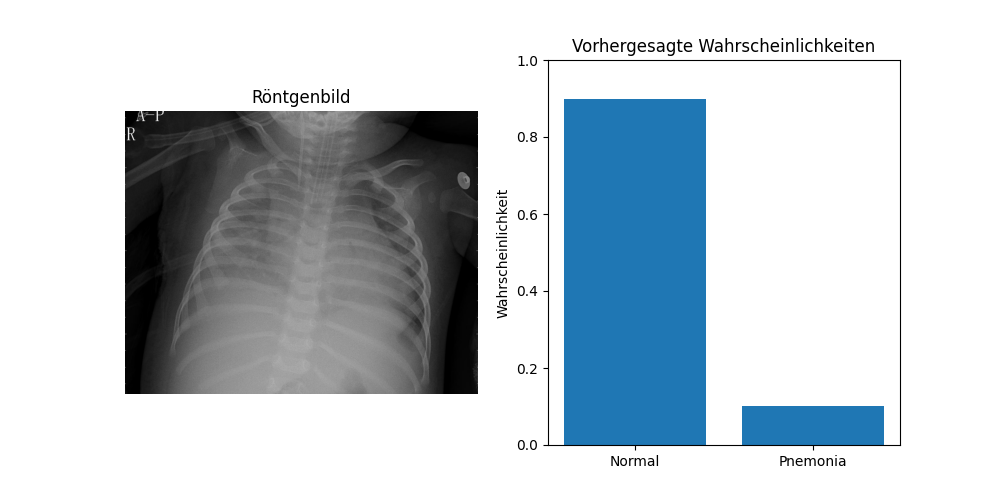 Röntgenbild
A-P
R
Vorhergesagte Wahrscheinlichkeiten
Wahrscheinlichkeit
1.0
0.8
0.6
0.4
0.2
0.0
Normal
Pnemonia